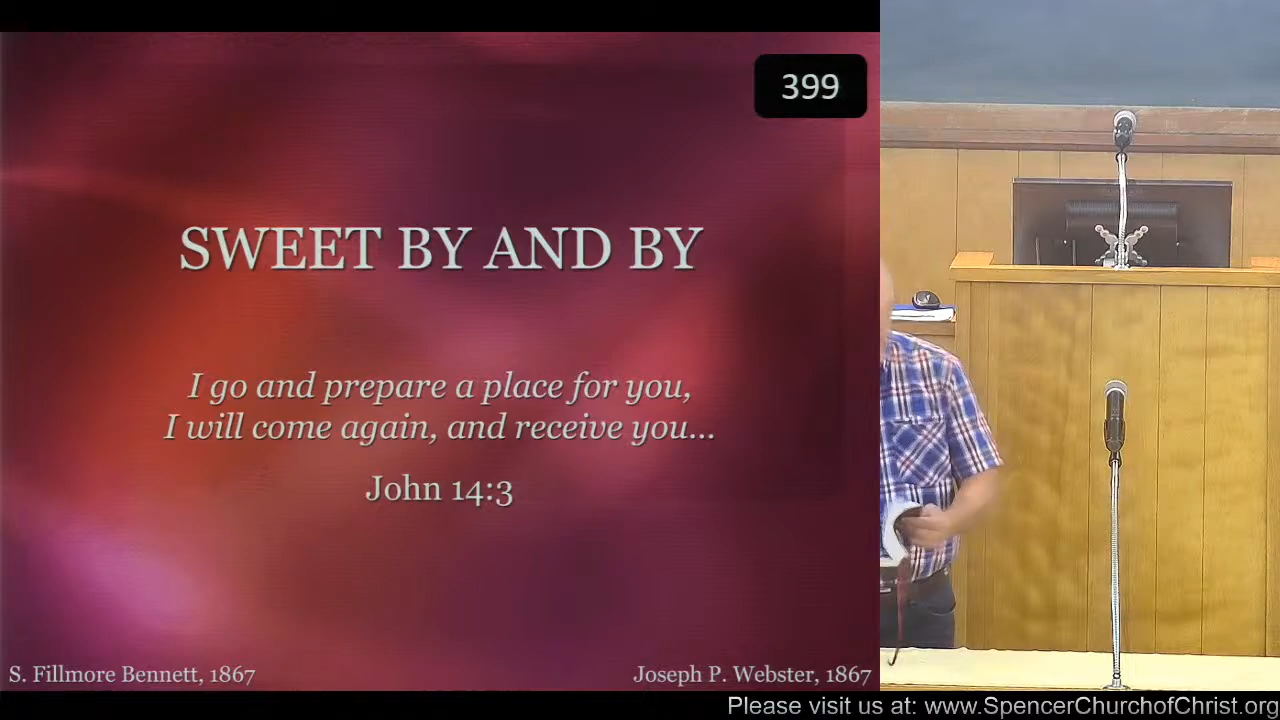 399
SWEET BY AND BY
I go and prepare a place for you,
I will come again, and receive you...
John 14:3
S. Fillmore Bennett, 1867
Joseph P. Webster, 1867
Please visit us at: www.SpencerChurchofChrist.org